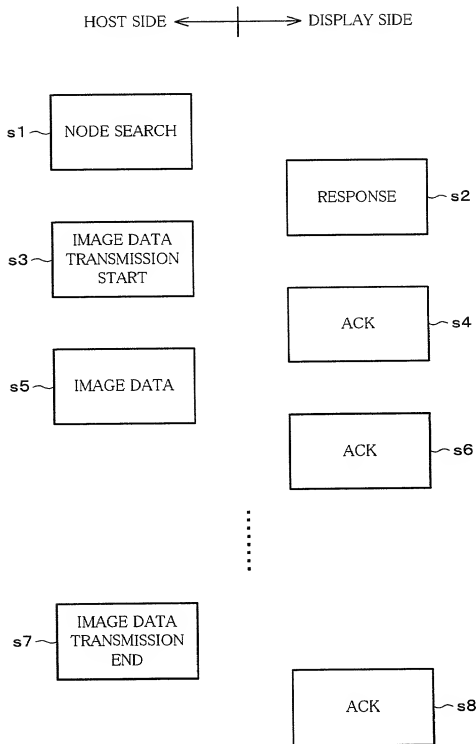 HOST SIDE
DISPLAY SIDE
s1
NODE SEARCH
RESPONSE
s2
s3
IMAGE DATA
TRANSMISSION
START
ACK
s4
s5
IMAGE DATA
ACK
s6
s7
IMAGE DATA
TRANSMISSION
END
ACK
s8